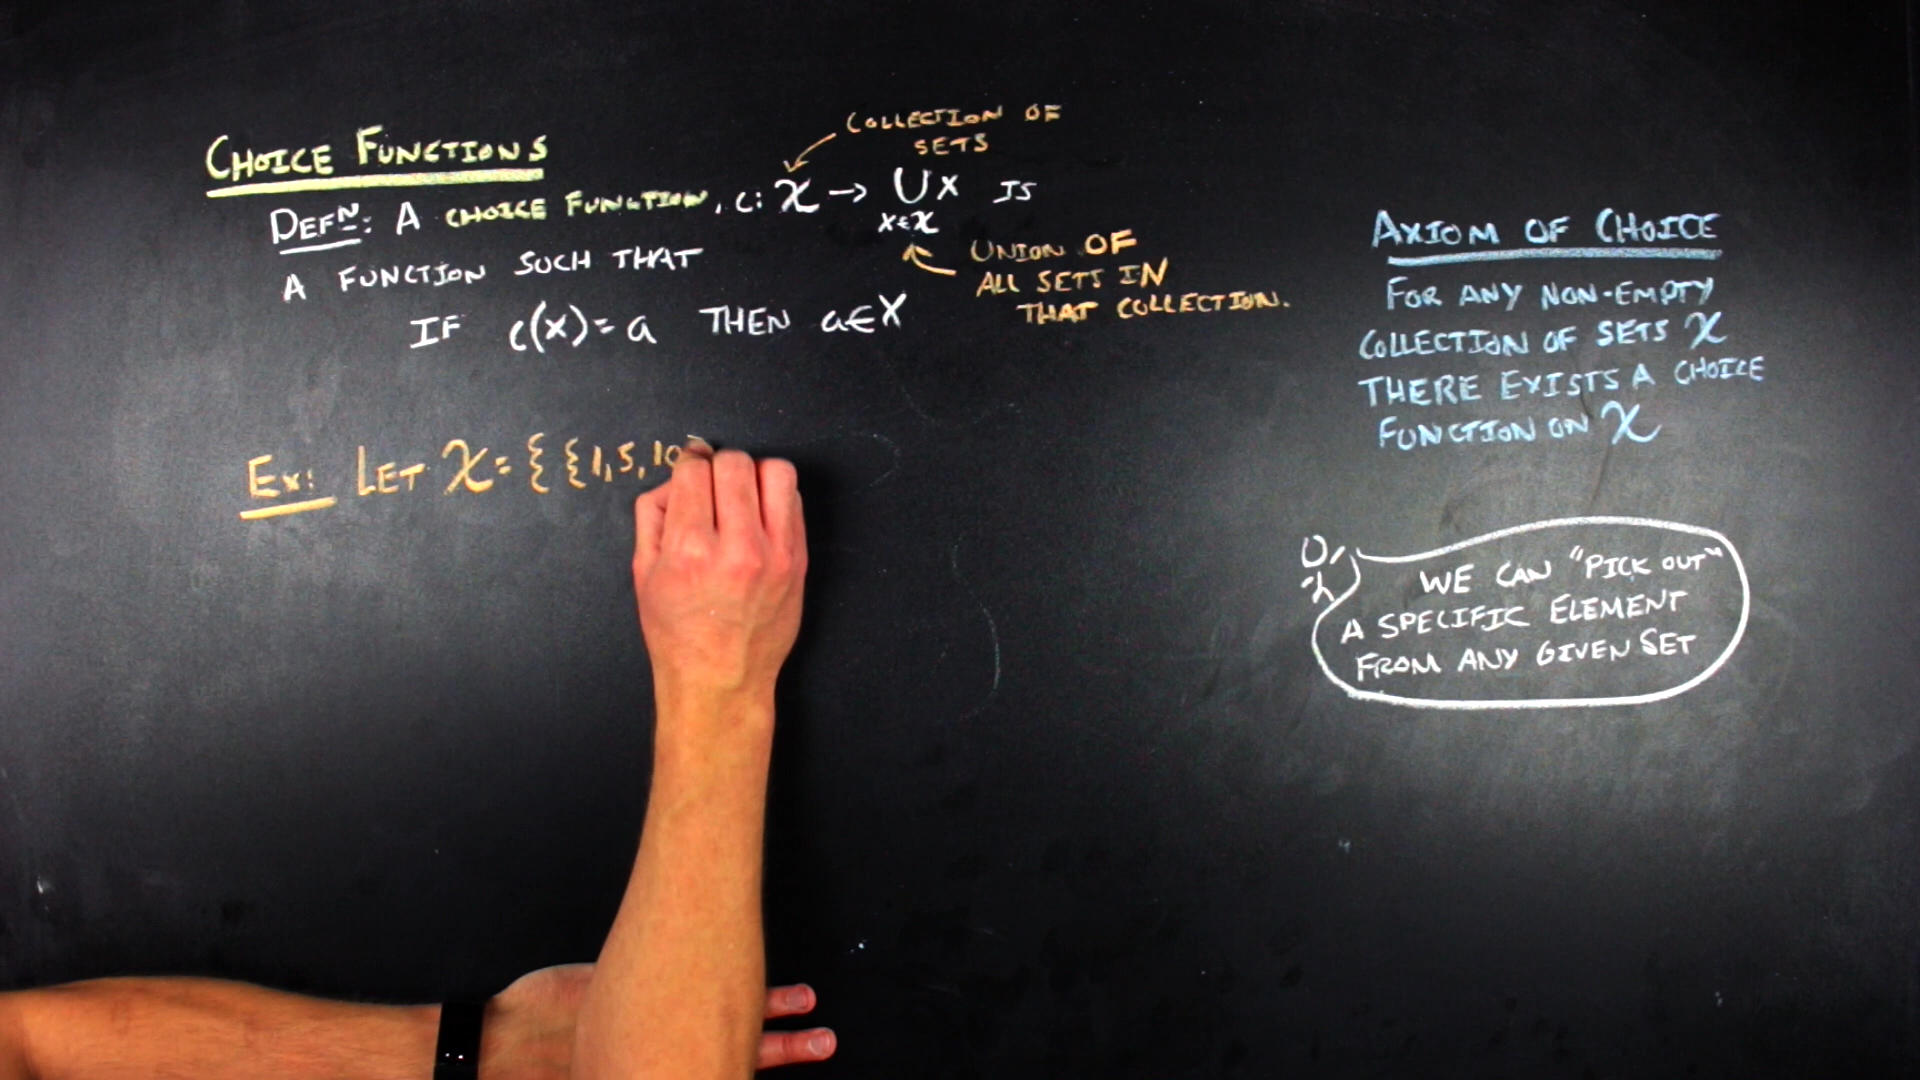 CHOICE FUNCTIONS
COLLECTION OF
SETS
DEFN: A CHOICE FUNCTION, c: 𝒳 → ∪ X IS
X∈𝒳
A FUNCTION SUCH THAT
UNION OF
ALL SETS IN
THAT COLLECTION.
IF c(X)=a THEN a∈X
EX: LET 𝒳 = { {1, 5, 10}
AXIOM OF CHOICE
FOR ANY NON-EMPTY
COLLECTION OF SETS 𝒳
THERE EXISTS A CHOICE
FUNCTION ON 𝒳
WE CAN "PICK OUT"
A SPECIFIC ELEMENT
FROM ANY GIVEN SET